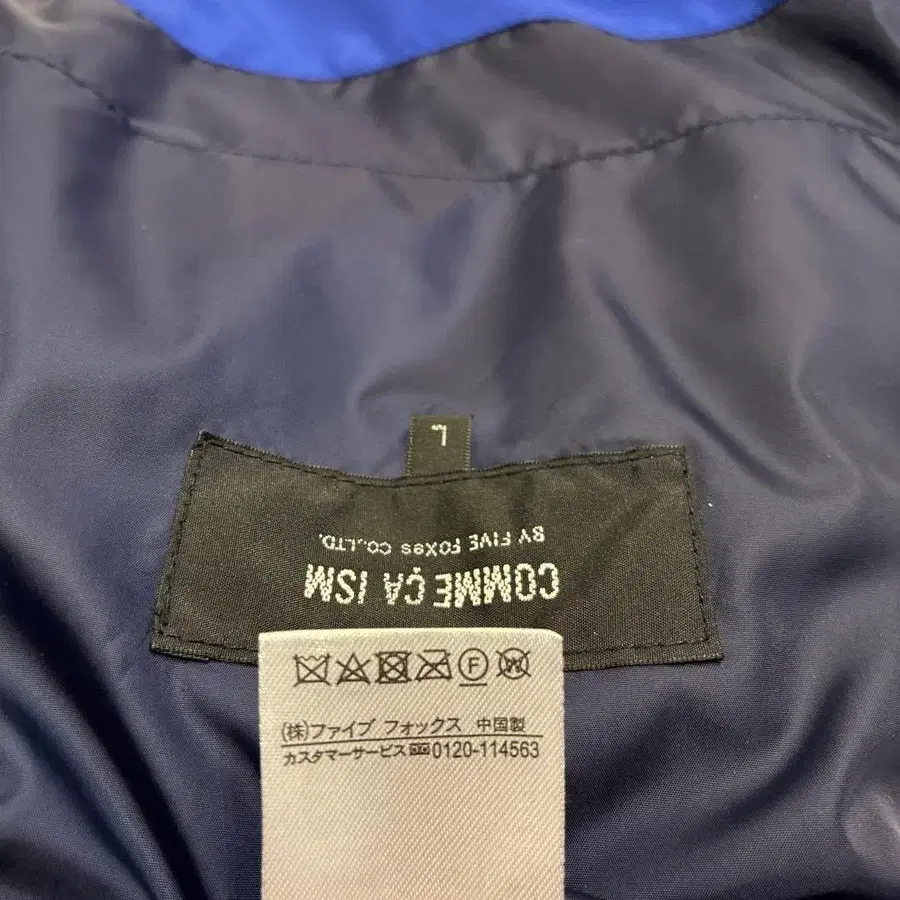 L
COMME ÇA ISM
BY FIVE FOXes CO.,LTD.
F W
(株)ファイブ フォックス 中国製
カスタマーサービス 0120-114563